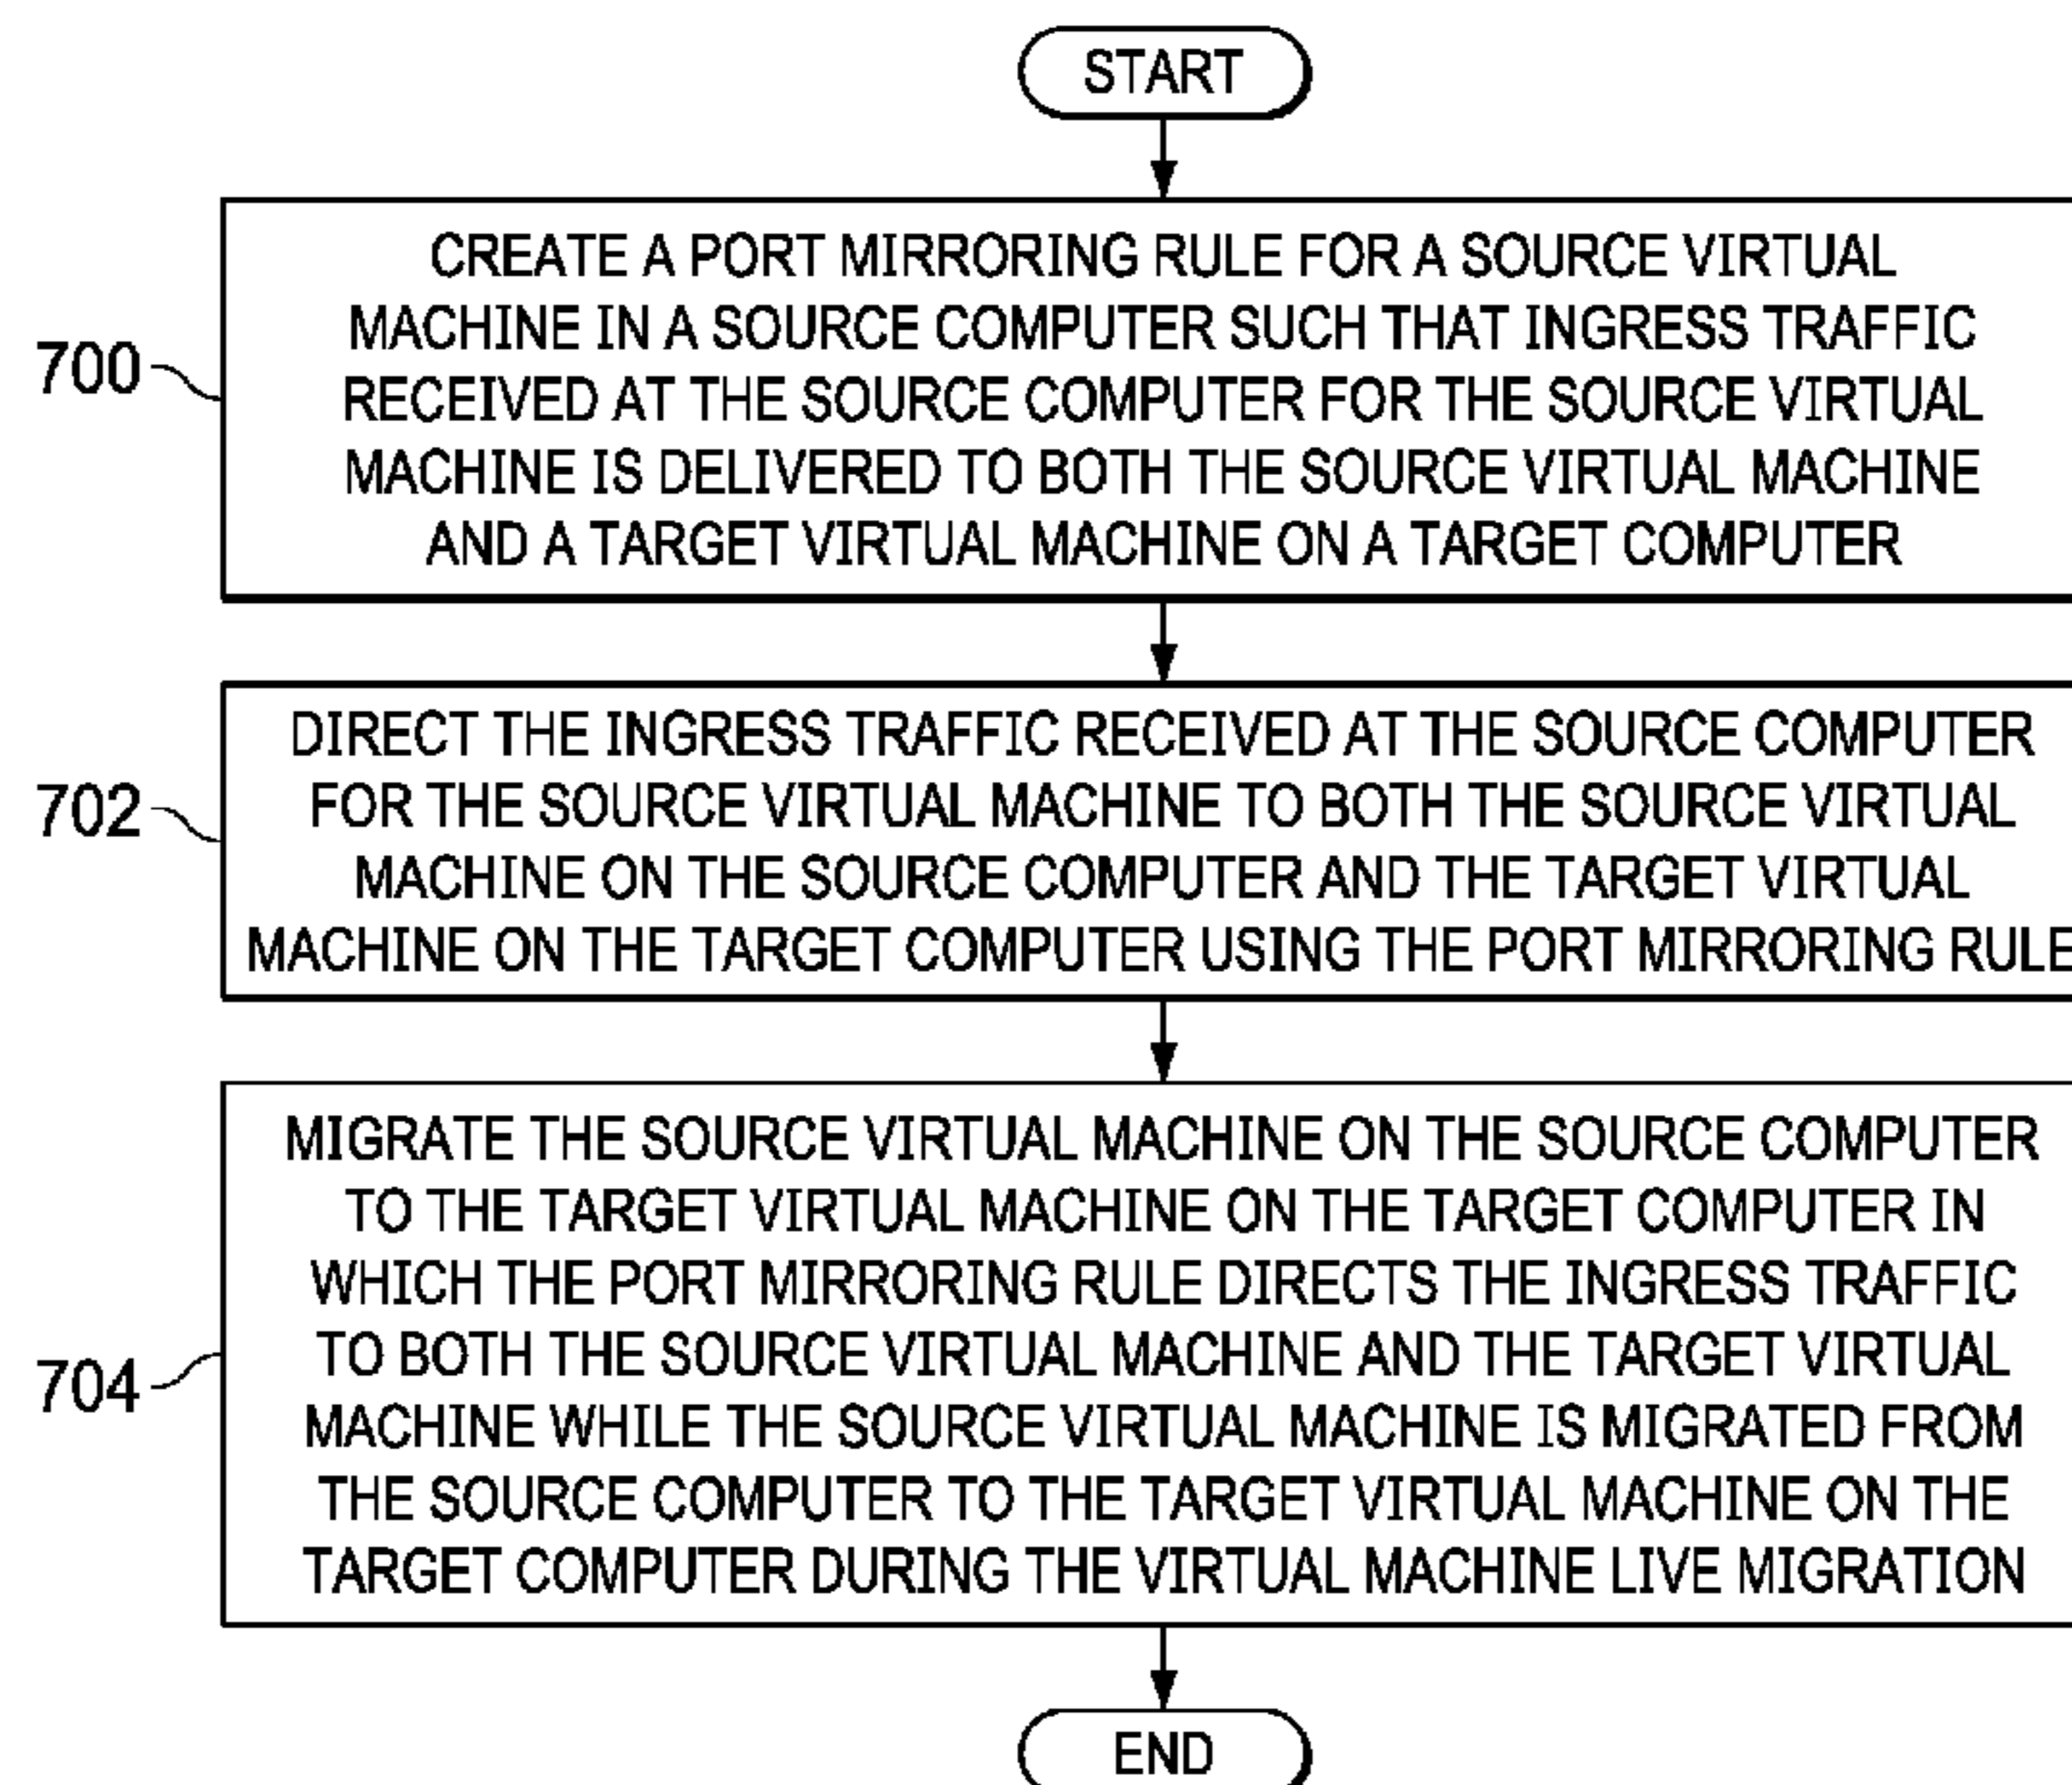 START
CREATE A PORT MIRRORING RULE FOR A SOURCE VIRTUAL
MACHINE IN A SOURCE COMPUTER SUCH THAT INGRESS TRAFFIC
700
RECEIVED AT THE SOURCE COMPUTER FOR THE SOURCE VIRTUAL
MACHINE IS DELIVERED TO BOTH THE SOURCE VIRTUAL MACHINE
AND A TARGET VIRTUAL MACHINE ON A TARGET COMPUTER
DIRECT THE INGRESS TRAFFIC RECEIVED AT THE SOURCE COMPUTER
702
FOR THE SOURCE VIRTUAL MACHINE TO BOTH THE SOURCE VIRTUAL
MACHINE ON THE SOURCE COMPUTER AND THE TARGET VIRTUAL
MACHINE ON THE TARGET COMPUTER USING THE PORT MIRRORING RULE
MIGRATE THE SOURCE VIRTUAL MACHINE ON THE SOURCE COMPUTER
TO THE TARGET VIRTUAL MACHINE ON THE TARGET COMPUTER IN
WHICH THE PORT MIRRORING RULE DIRECTS THE INGRESS TRAFFIC
TO BOTH THE SOURCE VIRTUAL MACHINE AND THE TARGET VIRTUAL
704
MACHINE WHILE THE SOURCE VIRTUAL MACHINE IS MIGRATED FROM
THE SOURCE COMPUTER TO THE TARGET VIRTUAL MACHINE ON THE
TARGET COMPUTER DURING THE VIRTUAL MACHINE LIVE MIGRATION
END